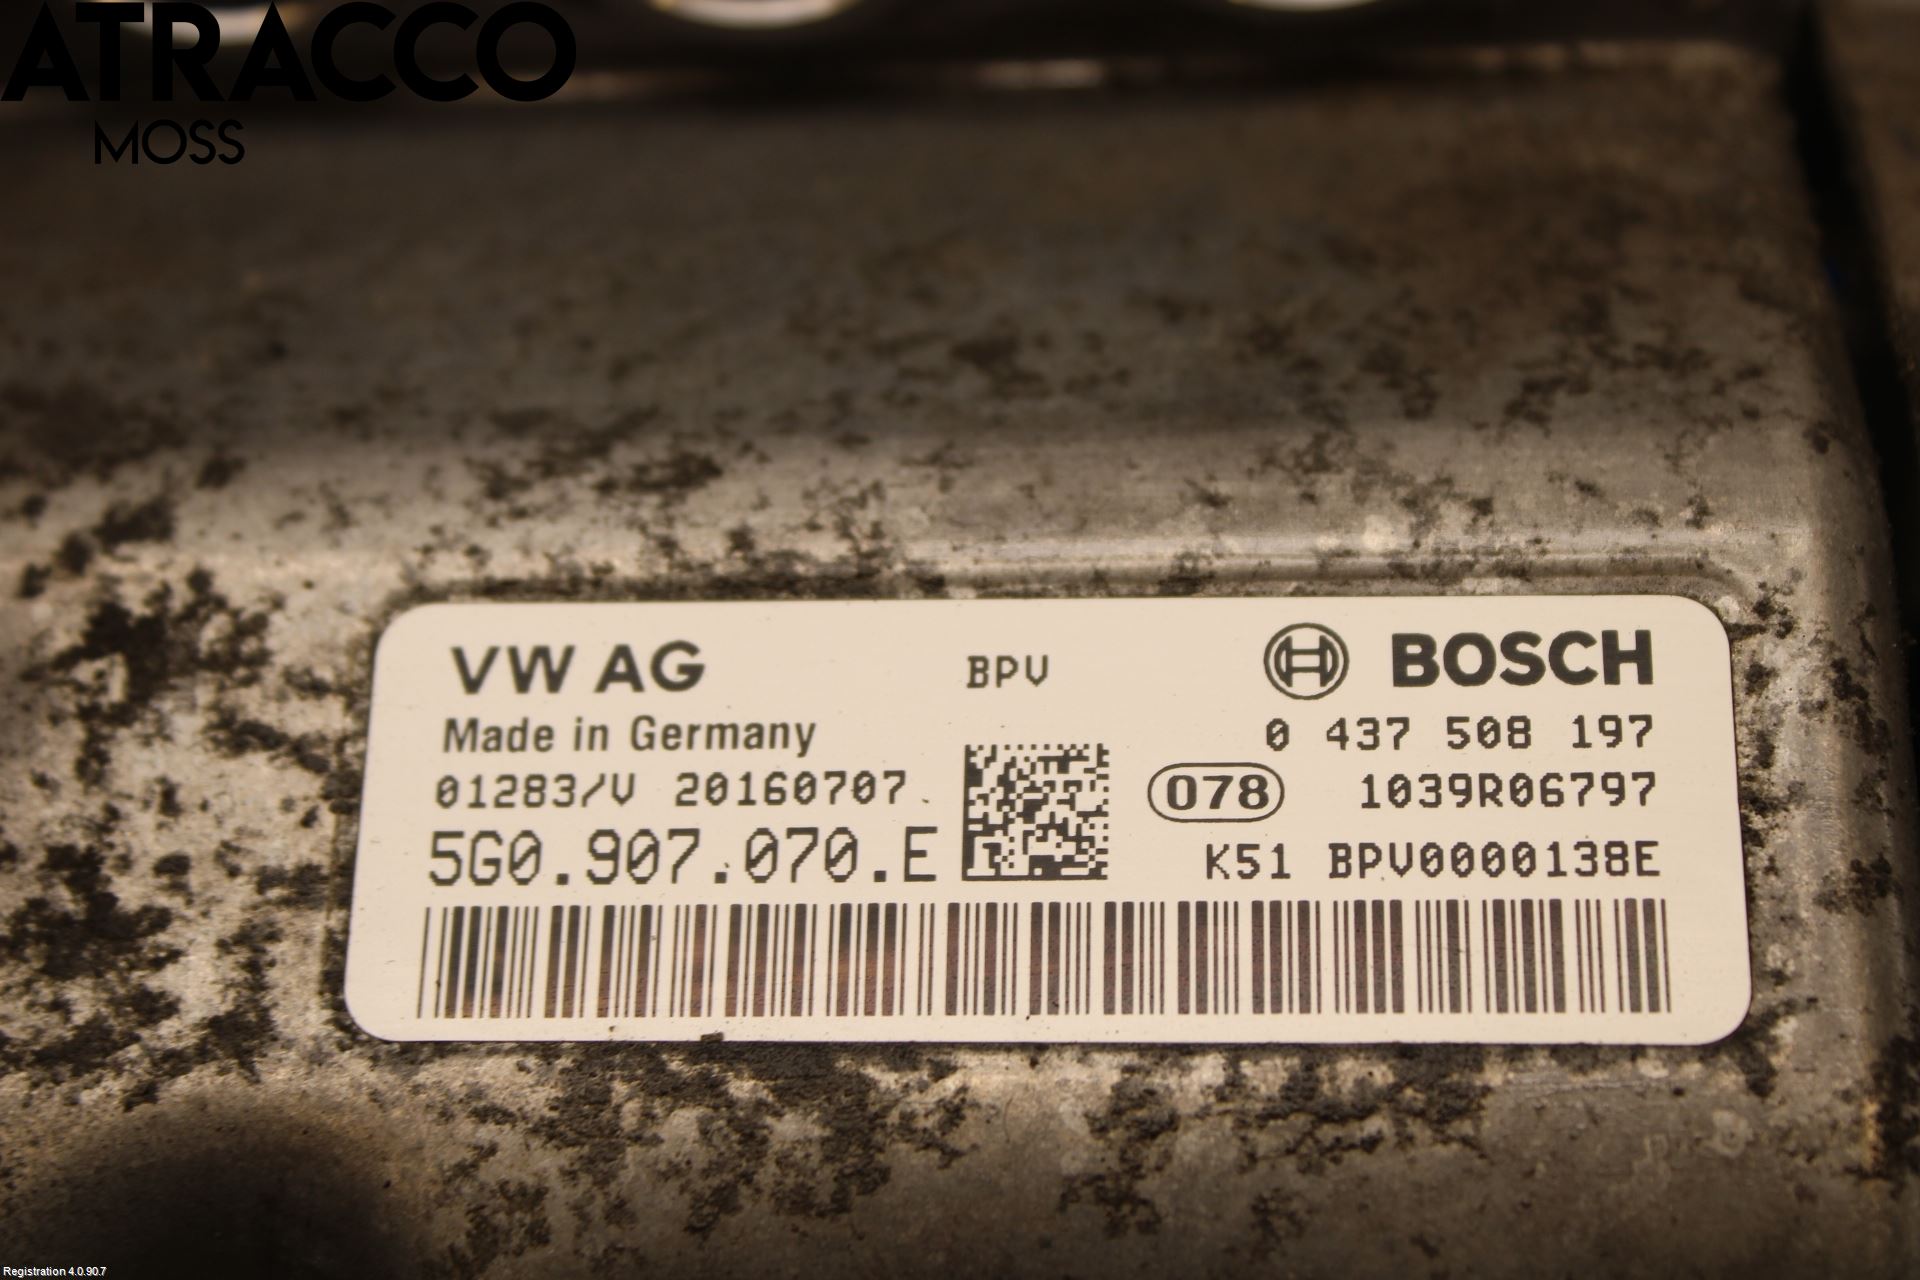 ATRACCO
MOSS
VW AG
BPV
BOSCH
Made in Germany
0 437 508 197
01283/V 20160707
078
1039R06797
5G0.907.070.E
K51 BPV0000138E
Registration 4.0.90.7